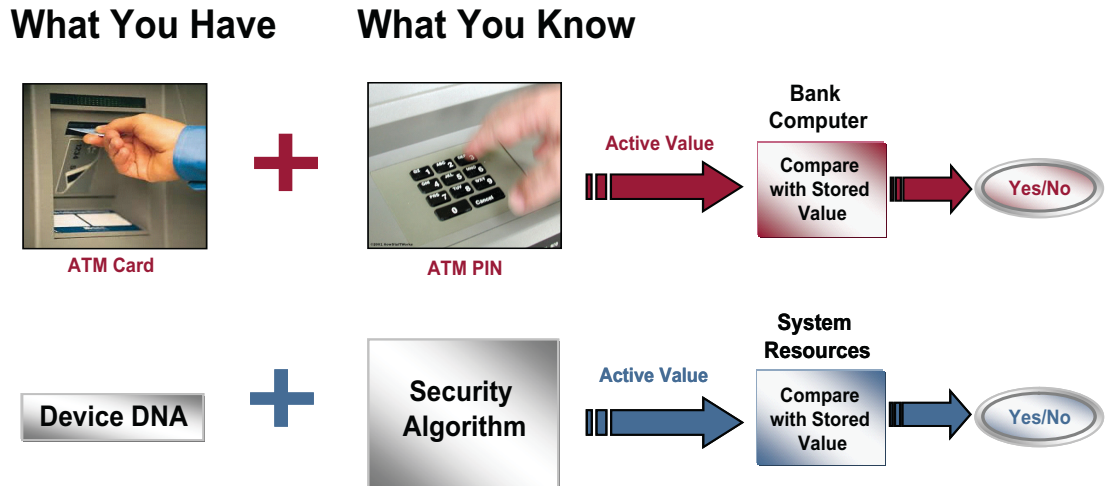 What You Have
What You Know
ATM Card
ATM PIN
Active Value
Bank
Computer
Compare
with Stored
Value
Yes/No
Device DNA
Security
Algorithm
Active Value
System
Resources
Compare
with Stored
Value
Yes/No